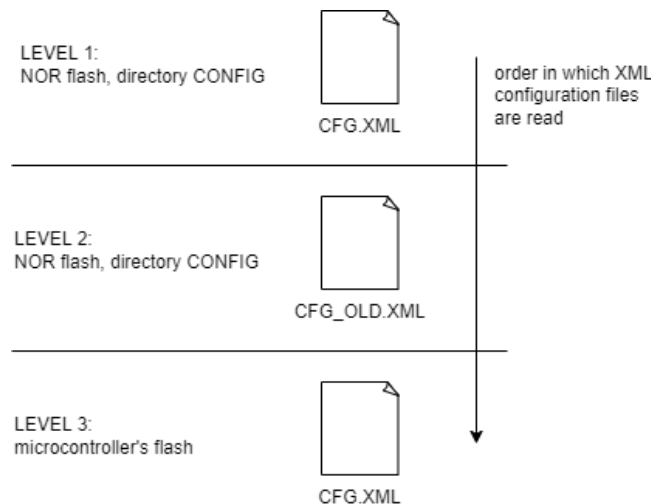 LEVEL 1:
NOR flash, directory CONFIG
CFG.XML
order in which XML
configuration files
are read
LEVEL 2:
NOR flash, directory CONFIG
CFG_OLD.XML
LEVEL 3:
microcontroller's flash
CFG.XML